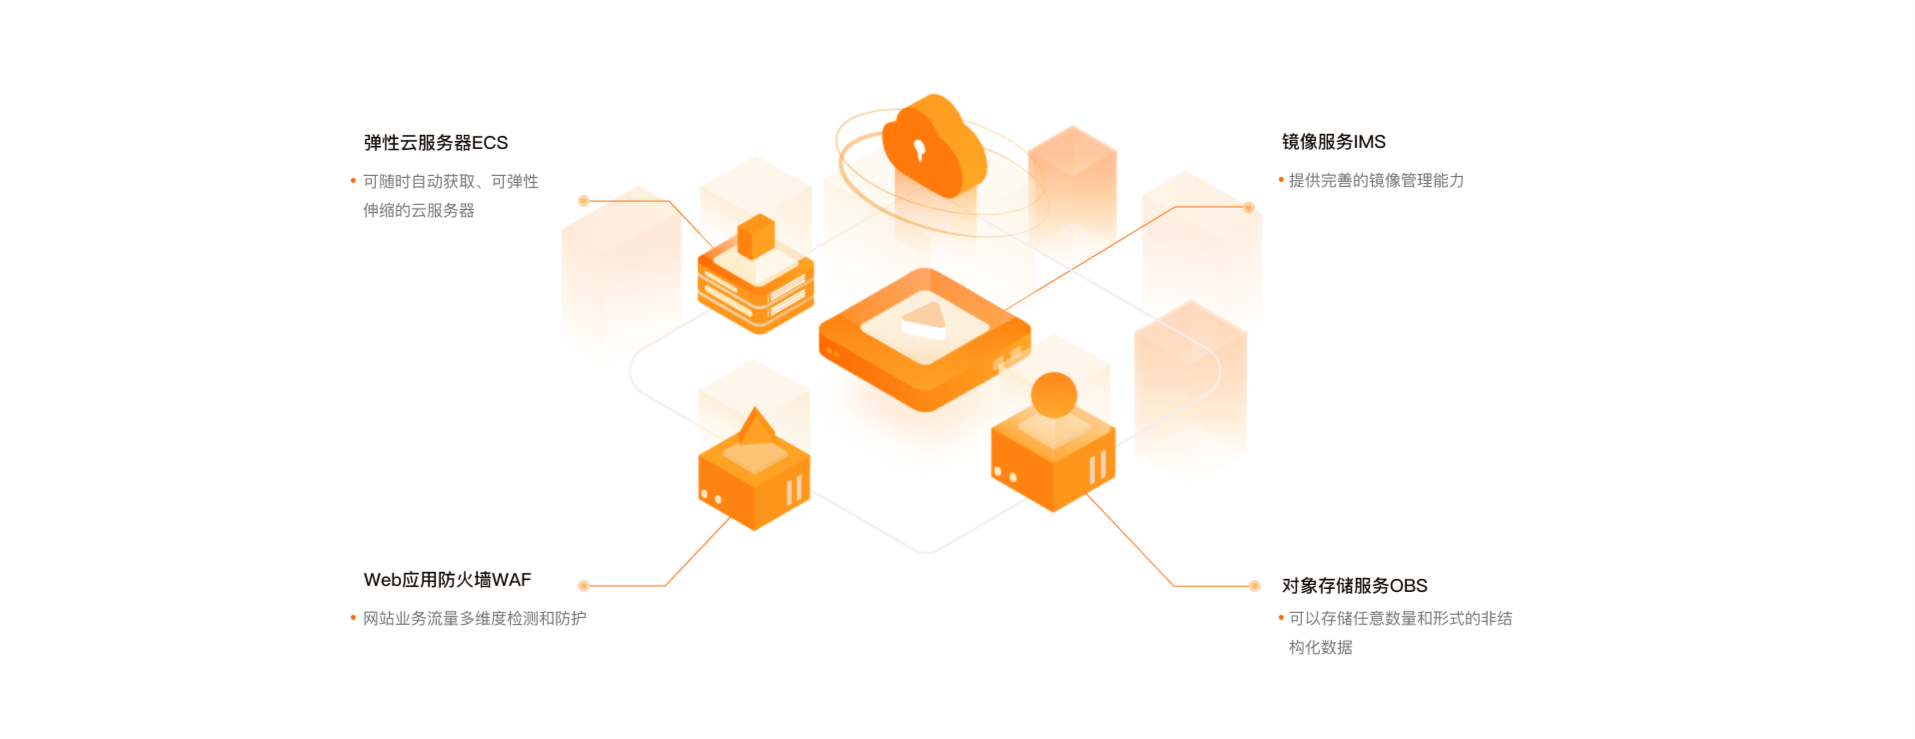 弹性云服务器ECS
• 可随时自动获取、可弹性
伸缩的云服务器
镜像服务IMS
• 提供完善的镜像管理能力
Web应用防火墙WAF
• 网站业务流量多维度检测和防护
对象存储服务OBS
• 可以存储任意数量和形式的非结
构化数据